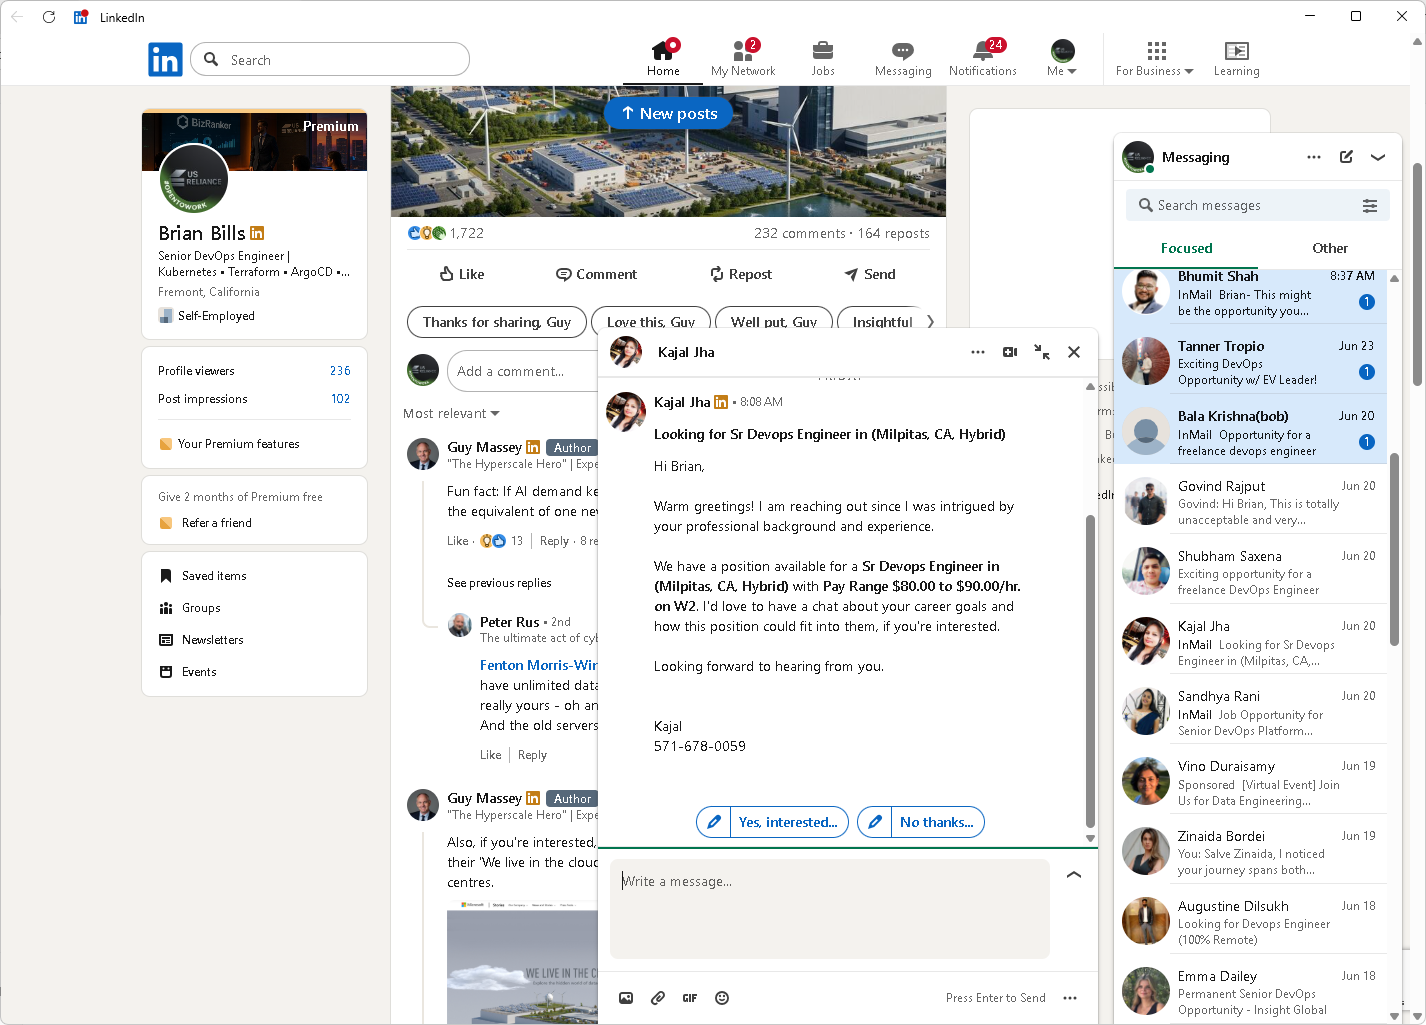 LinkedIn
in
Search
Home
2
My Network
Jobs
Messaging
24
Notifications
Me
For Business
Learning
BizRanker
Premium
US
RELIANCE
#OPENTOWORK
Brian Bills
Senior DevOps Engineer |
Kubernetes • Terraform • ArgoCD •...
Fremont, California
Self-Employed
Profile viewers 236
Post impressions 102
Your Premium features
Give 2 months of Premium free
Refer a friend
Saved items
Groups
Newsletters
Events
New posts
1,722
232 comments · 164 reposts
Like
Comment
Repost
Send
Thanks for sharing, Guy
Love this, Guy
Well put, Guy
Insightful
Add a comment...
Most relevant
Guy Massey in Author
"The Hyperscale Hero" | Expe
Fun fact: If AI demand ke
the equivalent of one nev
Like · 13 | Reply · 8 re
See previous replies
Peter Rus • 2nd
The ultimate act of cyb
Fenton Morris-Win
have unlimited data
really yours - oh an
And the old servers
Like | Reply
Guy Massey in Author
"The Hyperscale Hero" | Expe
Also, if you're interested,
their 'We live in the cloud
centres.
Microsoft
WE LIVE IN THE C
Kajal Jha
Kajal Jha in • 8:08 AM
Looking for Sr Devops Engineer in (Milpitas, CA, Hybrid)
Hi Brian,
Warm greetings! I am reaching out since I was intrigued by
your professional background and experience.
We have a position available for a Sr Devops Engineer in
(Milpitas, CA, Hybrid) with Pay Range $80.00 to $90.00/hr.
on W2. I'd love to have a chat about your career goals and
how this position could fit into them, if you're interested.
Looking forward to hearing from you.
Kajal
571-678-0059
Yes, interested...
No thanks...
Write a message...
GIF
Press Enter to Send
Messaging
Search messages
Focused
Other
Bhumit Shah 8:37 AM
InMail Brian- This might
be the opportunity you... 1
Tanner Tropio Jun 23
Exciting DevOps
Opportunity w/ EV Leader! 1
Bala Krishna(bob) Jun 20
InMail Opportunity for a
freelance devops engineer 1
Govind Rajput Jun 20
Govind: Hi Brian, This is totally
unacceptable and very...
Shubham Saxena Jun 20
Exciting opportunity for a
freelance DevOps Engineer
Kajal Jha Jun 20
InMail Looking for Sr Devops
Engineer in (Milpitas, CA,...
Sandhya Rani Jun 20
InMail Job Opportunity for
Senior DevOps Platform...
Vino Duraisamy Jun 19
Sponsored [Virtual Event] Join
Us for Data Engineering...
Zinaida Bordei Jun 19
You: Salve Zinaida, I noticed
your journey spans both...
Augustine Dilsukh Jun 18
Looking for Devops Engineer
(100% Remote)
Emma Dailey Jun 18
Permanent Senior DevOps
Opportunity - Insight Global